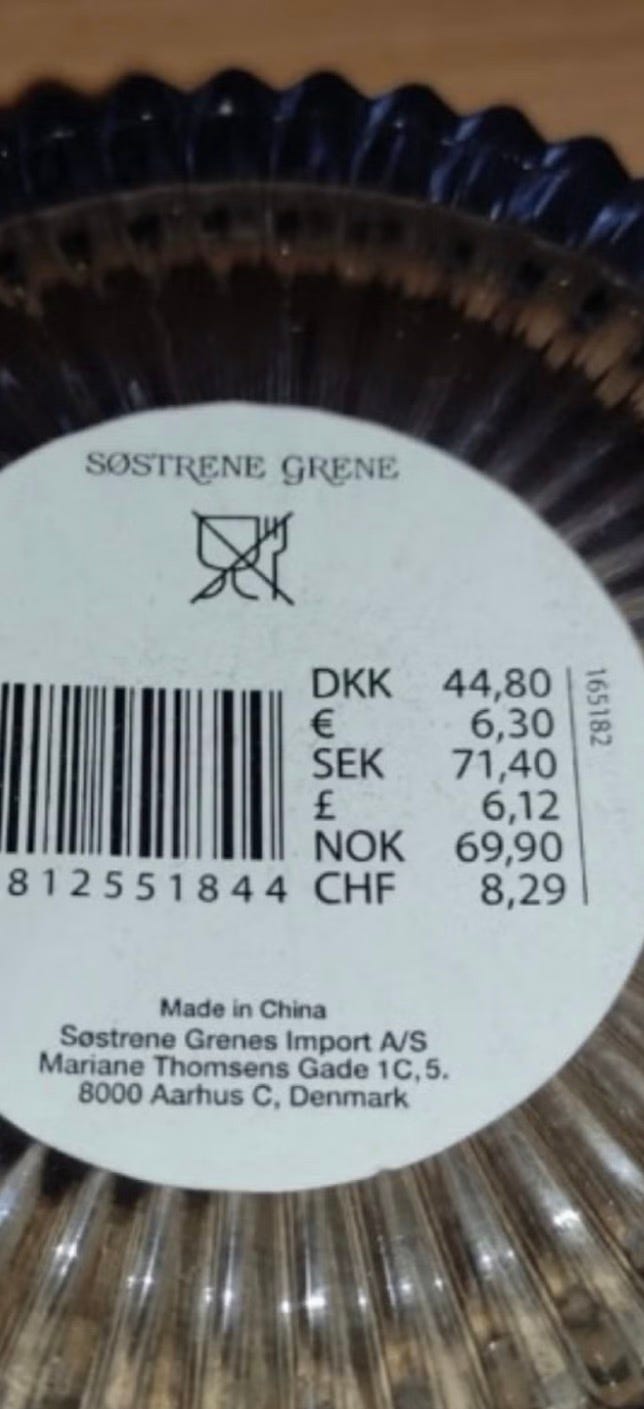 SØSTRENE GRENE
DKK 44,80
€ 6,30
SEK 71,40
£ 6,12
NOK 69,90
CHF 8,29
165182
812551844
Made in China
Søstrene Grenes Import A/S
Mariane Thomsens Gade 1C,5.
8000 Aarhus C, Denmark